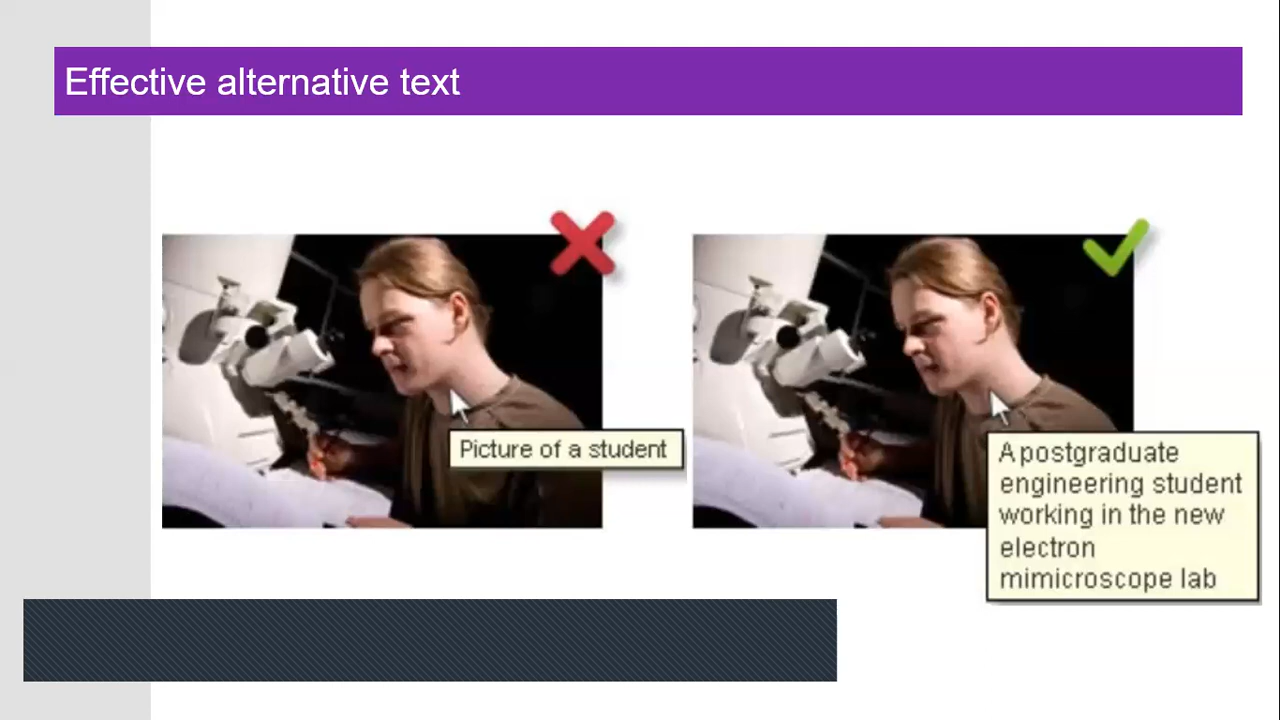 Effective alternative text
Picture of a student
A postgraduate
engineering student
working in the new
electron
mimicroscope lab